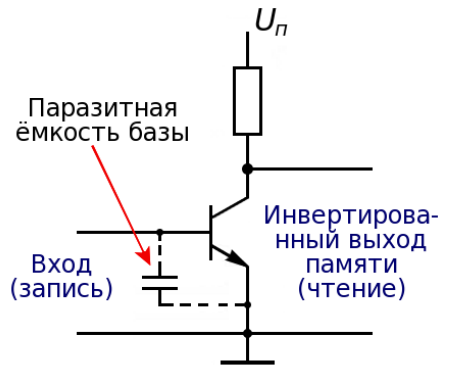 Uп
Паразитная
ёмкость базы
Вход
(запись)
Инвертирова-
нный выход
памяти
(чтение)